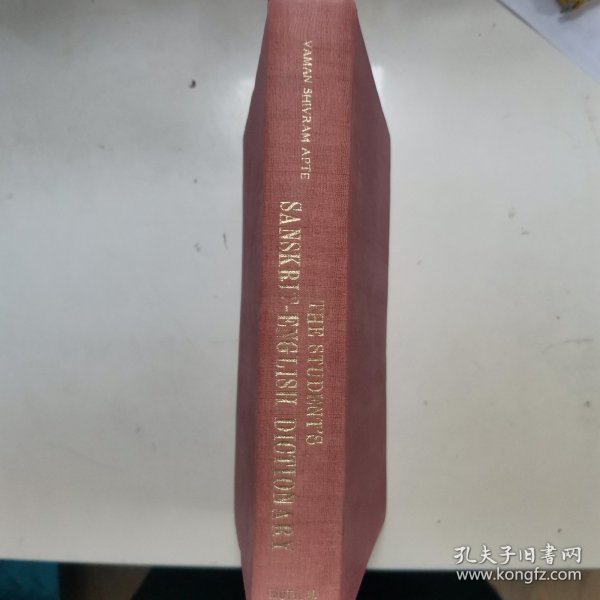 VAMAN SHIVRAM APTE
THE STUDENT'S
SANSKRIT-ENGLISH DICTIONARY
孔夫子旧书网
www.kongfz.com